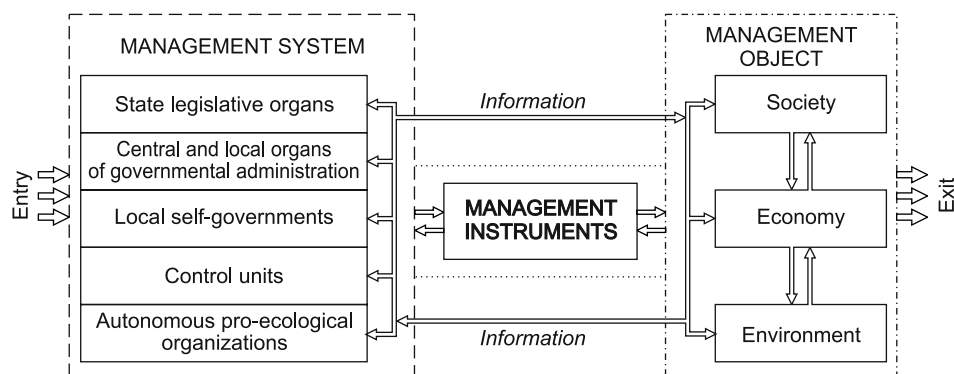 MANAGEMENT SYSTEM
State legislative organs
Central and local organs
of governmental administration
Local self-governments
Control units
Autonomous pro-ecological
organizations
Entry
Information
MANAGEMENT
INSTRUMENTS
Information
MANAGEMENT
OBJECT
Society
Economy
Environment
Exit